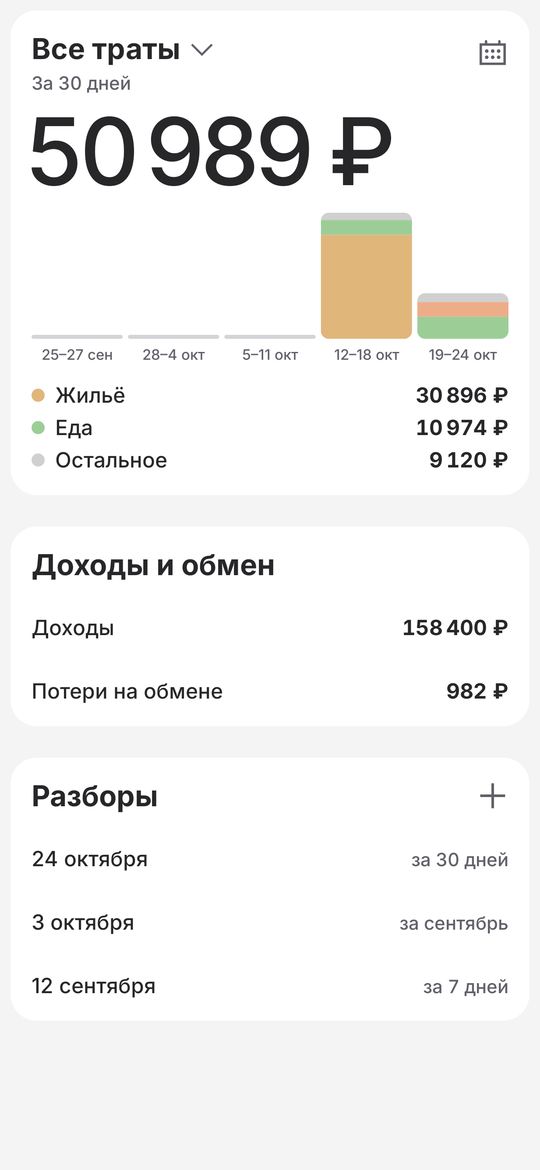 Все траты
За 30 дней
50 989 ₽
25–27 сен 28–4 окт 5–11 окт 12–18 окт 19–24 окт
Жильё 30 896 ₽
Еда 10 974 ₽
Остальное 9 120 ₽
Доходы и обмен
Доходы 158 400 ₽
Потери на обмене 982 ₽
Разборы
24 октября за 30 дней
3 октября за сентябрь
12 сентября за 7 дней